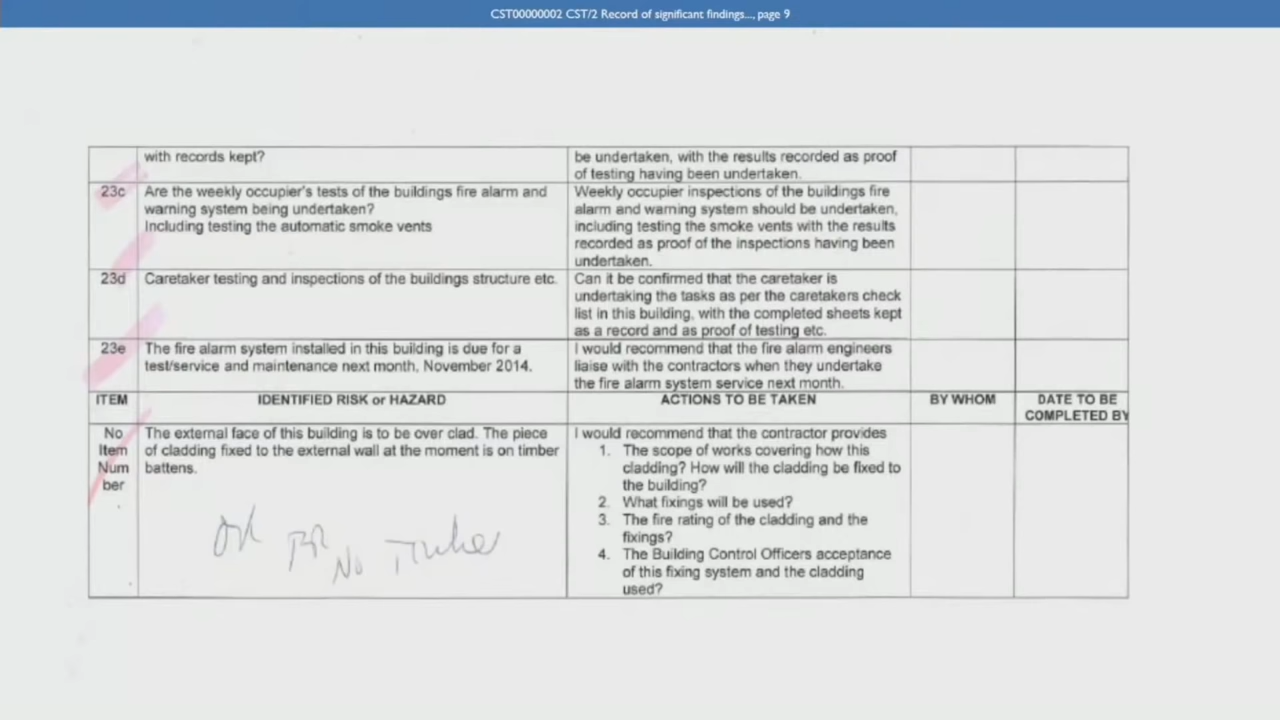 CST00000002 CST/2 Record of significant findings..., page 9
with records kept?
be undertaken, with the results recorded as proof
of testing having been undertaken.
23c
Are the weekly occupier's tests of the buildings fire alarm and
warning system being undertaken?
Including testing the automatic smoke vents
Weekly occupier inspections of the buildings fire
alarm and warning system should be undertaken,
including testing the smoke vents with the results
recorded as proof of the inspections having been
undertaken.
23d
Caretaker testing and inspections of the buildings structure etc.
Can it be confirmed that the caretaker is
undertaking the tasks as per the caretakers check
list in this building, with the completed sheets kept
as a record and as proof of testing etc.
23e
The fire alarm system installed in this building is due for a
test/service and maintenance next month, November 2014.
I would recommend that the fire alarm engineers
liaise with the contractors when they undertake
the fire alarm system service next month.
ITEM
IDENTIFIED RISK or HAZARD
ACTIONS TO BE TAKEN
BY WHOM
DATE TO BE
COMPLETED BY
No
Item
Num
ber
The external face of this building is to be over clad. The piece
of cladding fixed to the external wall at the moment is on timber
battens.
No Timber
I would recommend that the contractor provides
1. The scope of works covering how this
cladding? How will the cladding be fixed to
the building?
2. What fixings will be used?
3. The fire rating of the cladding and the
fixings?
4. The Building Control Officers acceptance
of this fixing system and the cladding
used?